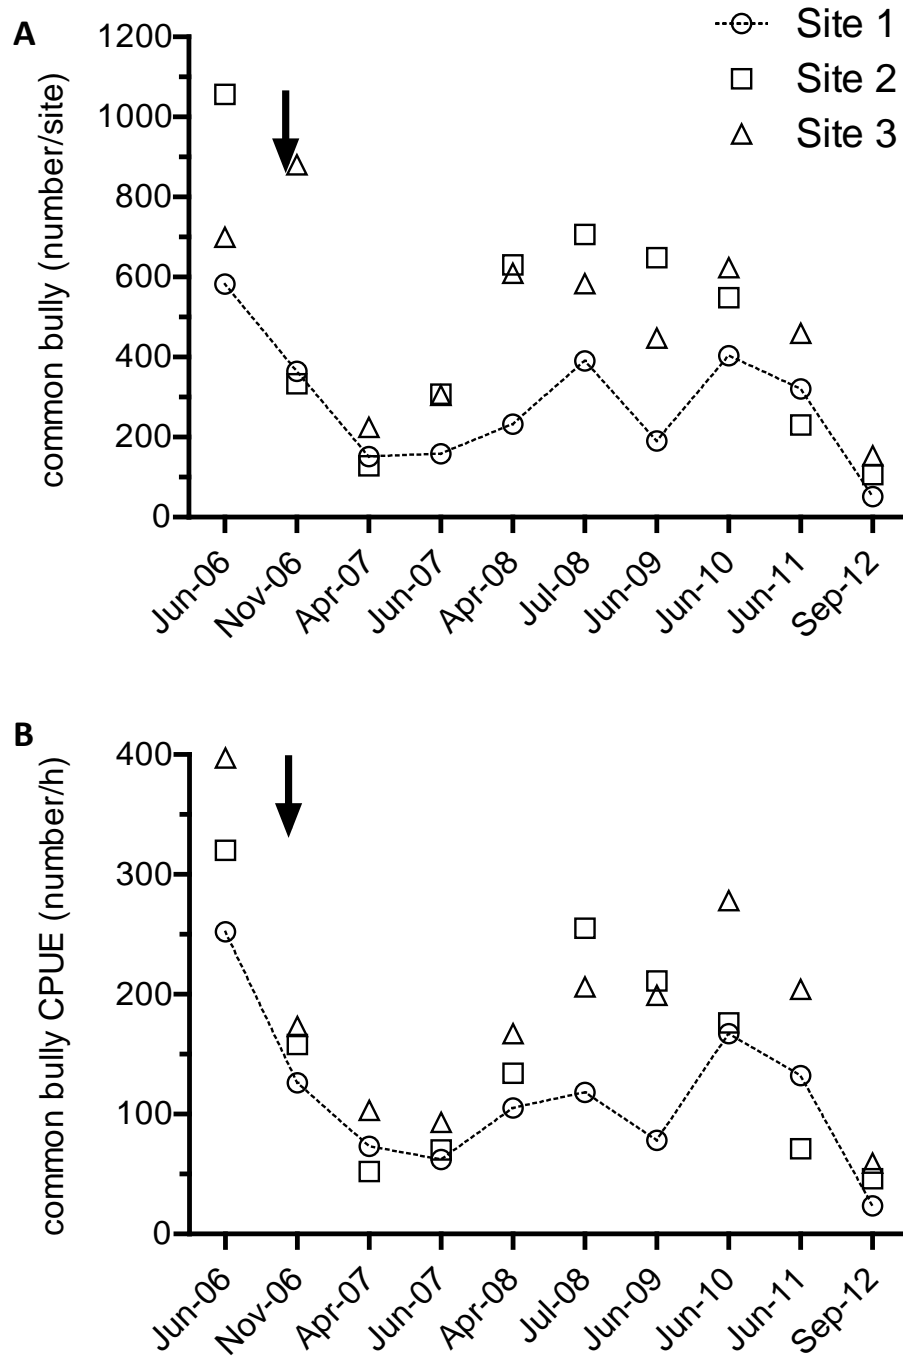 A
Site 1
Site 2
Site 3
common bully (number/site)
1200
1000
800
600
400
200
0
Jun-06
Nov-06
Apr-07
Jun-07
Apr-08
Jul-08
Jun-09
Jun-10
Jun-11
Sep-12
B
common bully CPUE (number/h)
400
300
200
100
0
Jun-06
Nov-06
Apr-07
Jun-07
Apr-08
Jul-08
Jun-09
Jun-10
Jun-11
Sep-12